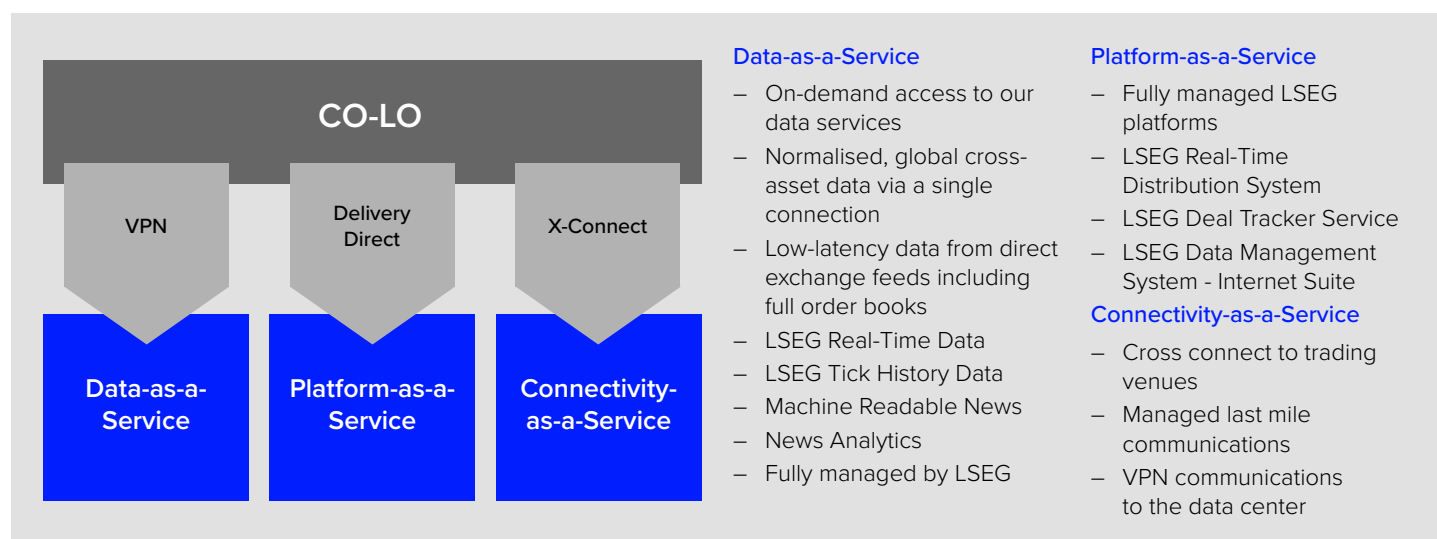 CO-LO
VPN
Delivery
Direct
X-Connect
Data-as-a-
Service
Platform-as-a-
Service
Connectivity-
as-a-Service
Data-as-a-Service
– On-demand access to our
data services
– Normalised, global cross-
asset data via a single
connection
– Low-latency data from direct
exchange feeds including
full order books
– LSEG Real-Time Data
– LSEG Tick History Data
– Machine Readable News
– News Analytics
– Fully managed by LSEG
Platform-as-a-Service
– Fully managed LSEG
platforms
– LSEG Real-Time
Distribution System
– LSEG Deal Tracker Service
– LSEG Data Management
System - Internet Suite
Connectivity-as-a-Service
– Cross connect to trading
venues
– Managed last mile
communications
– VPN communications
to the data center